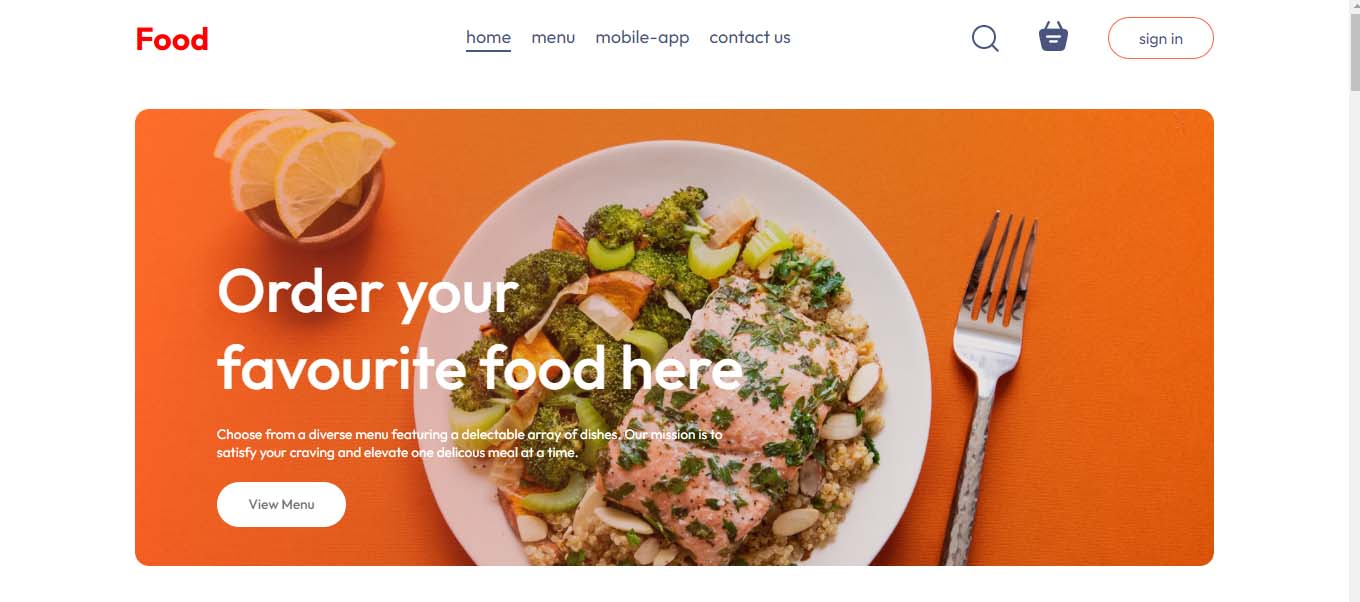 Food
home menu mobile-app contact us
sign in
Order your
favourite food here
Choose from a diverse menu featuring a delectable array of dishes. Our mission is to
satisfy your craving and elevate one delicous meal at a time.
View Menu